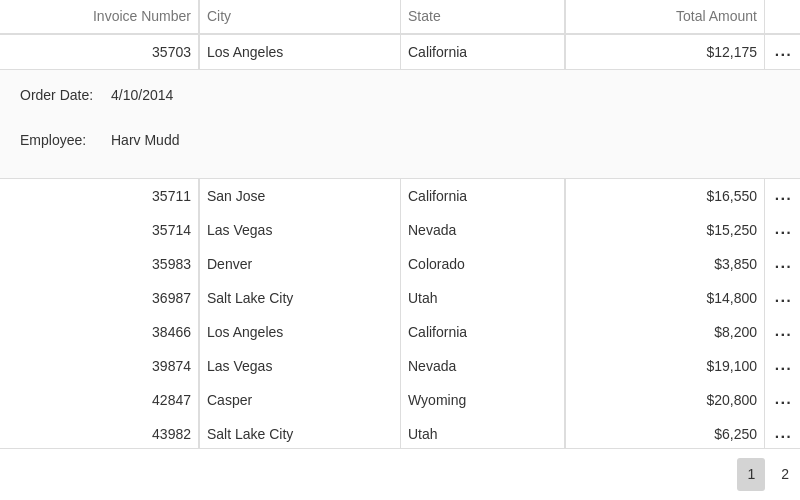 Invoice Number City State Total Amount
35703 Los Angeles California $12,175 ...
Order Date: 4/10/2014
Employee: Harv Mudd
35711 San Jose California $16,550 ...
35714 Las Vegas Nevada $15,250 ...
35983 Denver Colorado $3,850 ...
36987 Salt Lake City Utah $14,800 ...
38466 Los Angeles California $8,200 ...
39874 Las Vegas Nevada $19,100 ...
42847 Casper Wyoming $20,800 ...
43982 Salt Lake City Utah $6,250 ...
1 2